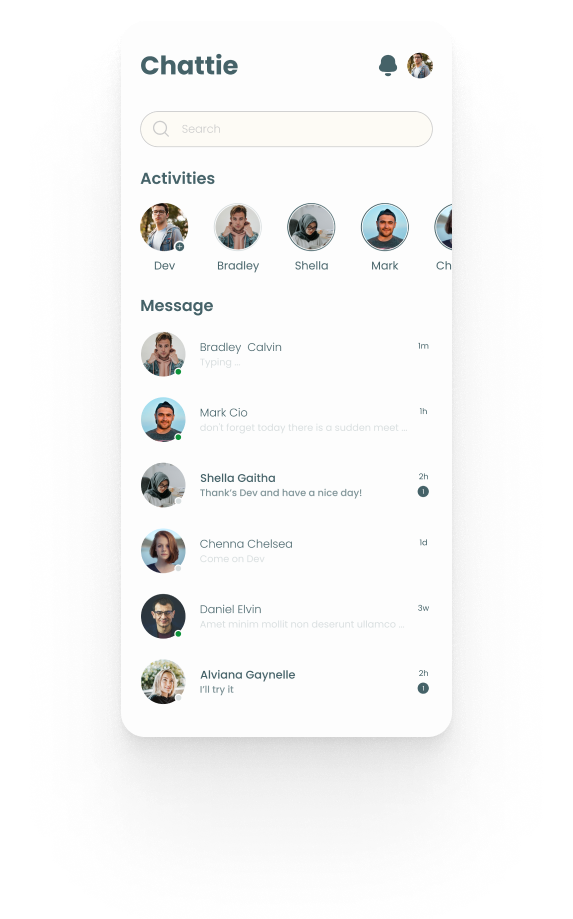 Chattie
Search
Activities
Dev
Bradley
Shella
Mark
Ch
Message
Bradley Calvin
1m
Typing ...
Mark Cio
1h
don't forget today there is a sudden meet ...
Shella Gaitha
2h
Thank's Dev and have a nice day!
1
Chenna Chelsea
1d
Come on Dev
Daniel Elvin
3w
Amet minim mollit non deserunt ullamco ...
Alviana Gaynelle
2h
I'll try it
1